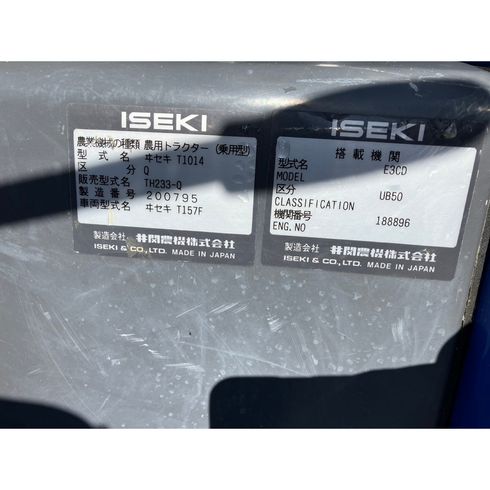 ISEKI
農業機械の種類 農用トラクター (乗用型)
型式名 ヰセキ T1014
区分 Q
販売型式名 TH233-Q
製造番号 200795
車両型式名 ヰセキ T157F
製造会社 井関農機株式会社
ISEKI & CO., LTD. MADE IN JAPAN
ISEKI
搭載機関
型式名 E3CD
MODEL
区分 UB50
CLASSIFICATION
機関番号 188896
ENG.NO
製造会社 井関農機株式会社
ISEKI & CO., LTD. MADE IN JAPAN